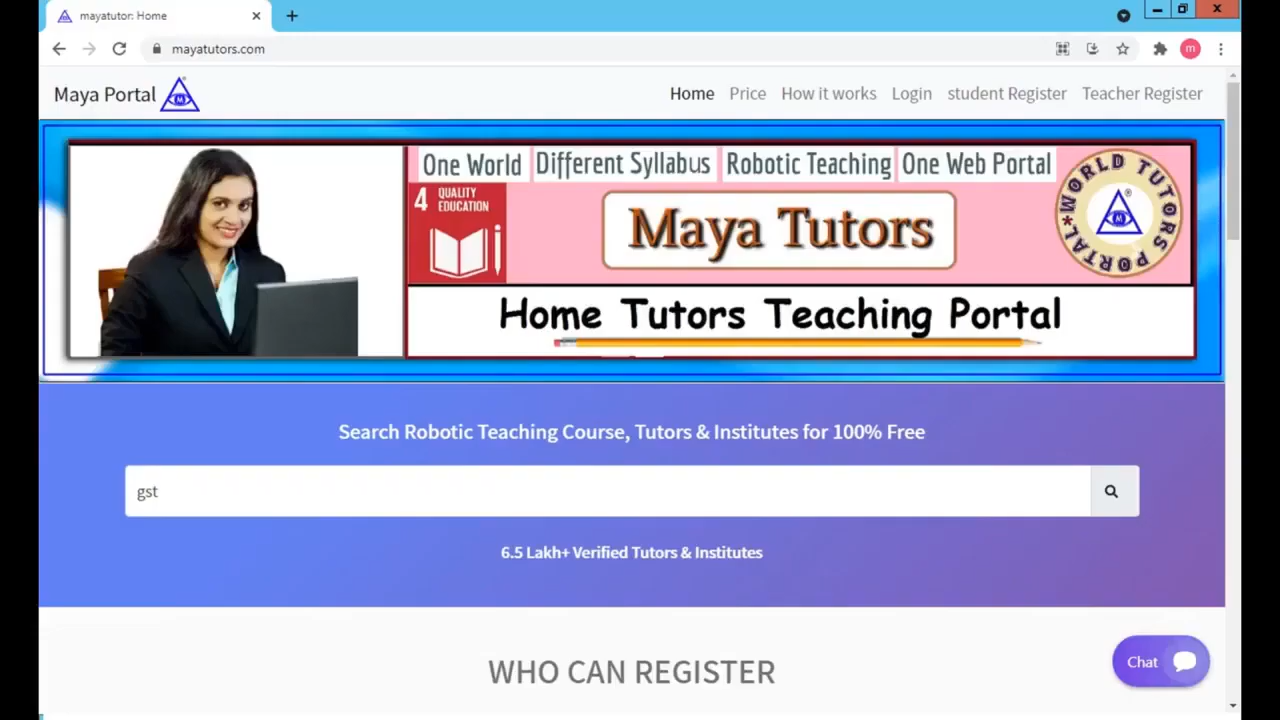 mayatutor: Home
mayatutors.com
m
Maya Portal
M
Home Price How it works Login student Register Teacher Register
One World Different Syllabus Robotic Teaching One Web Portal
4 QUALITY EDUCATION
Maya Tutors
WORLD TUTORS PORTAL*
M
Home Tutors Teaching Portal
Search Robotic Teaching Course, Tutors & Institutes for 100% Free
gst
6.5 Lakh+ Verified Tutors & Institutes
WHO CAN REGISTER
Chat